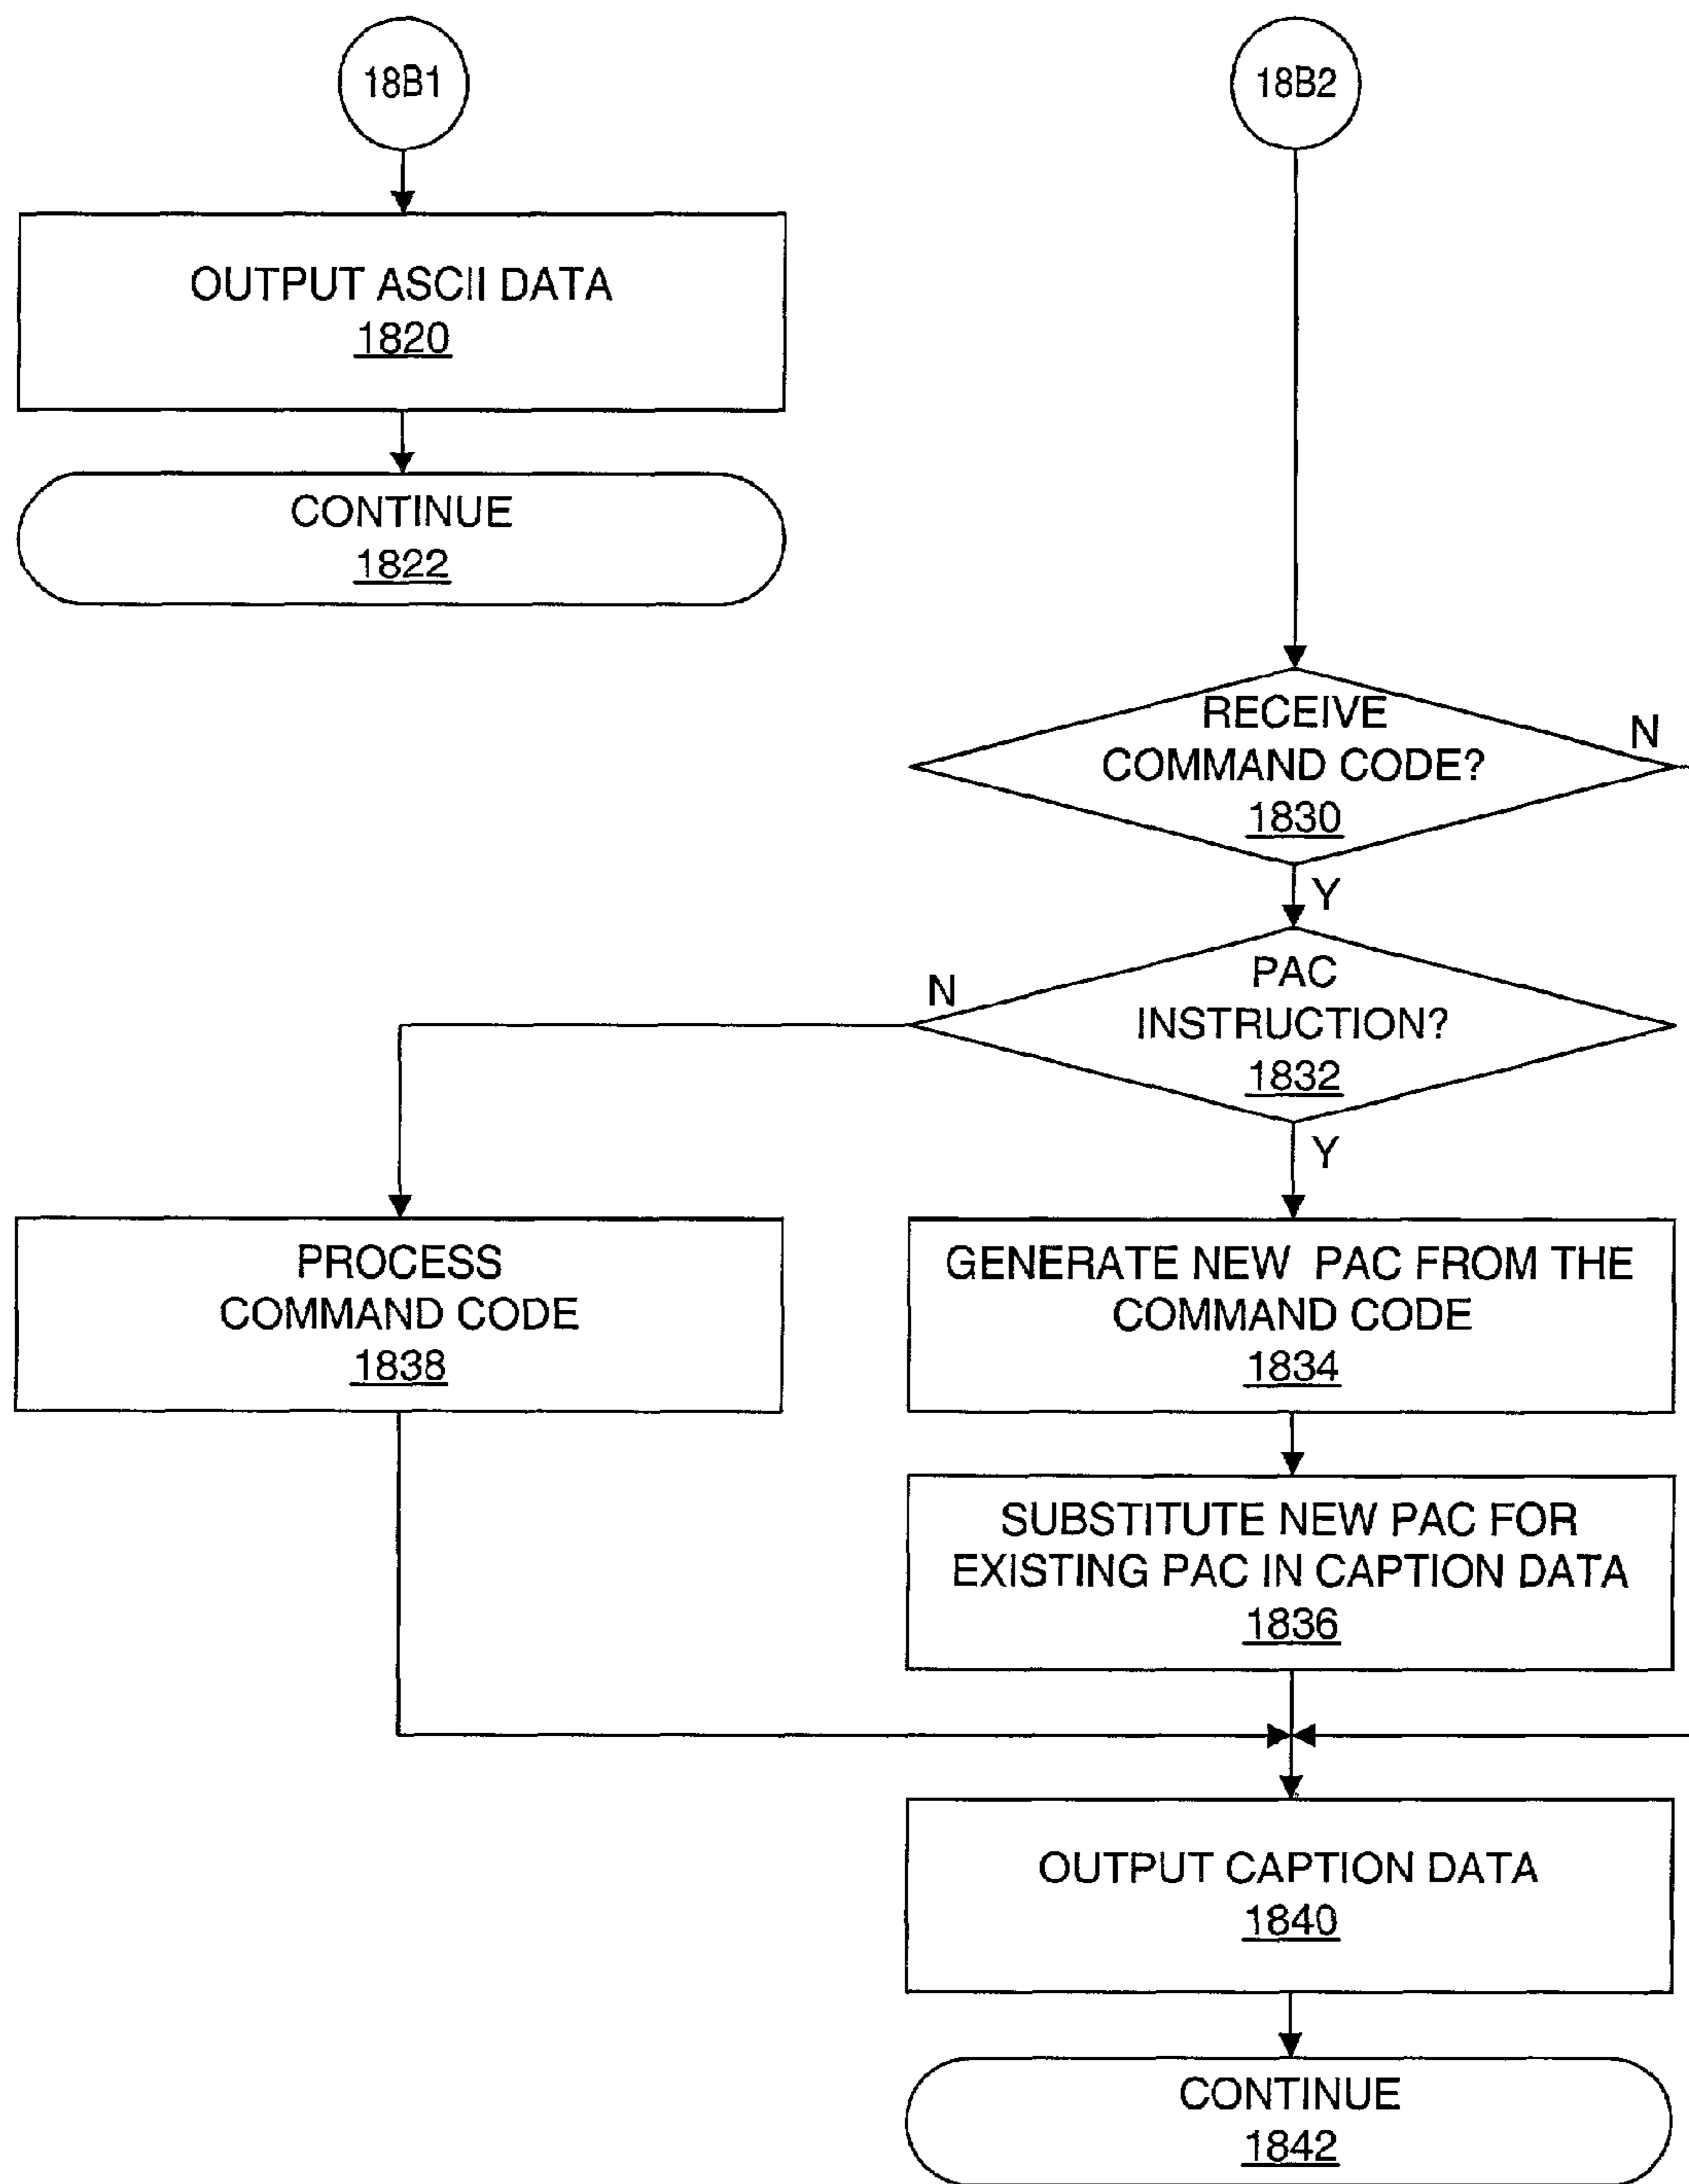 18B1
OUTPUT ASCII DATA
1820
CONTINUE
1822
18B2
RECEIVE
COMMAND CODE?
1830
N
Y
PAC
INSTRUCTION?
1832
N
Y
PROCESS
COMMAND CODE
1838
GENERATE NEW PAC FROM THE
COMMAND CODE
1834
SUBSTITUTE NEW PAC FOR
EXISTING PAC IN CAPTION DATA
1836
OUTPUT CAPTION DATA
1840
CONTINUE
1842